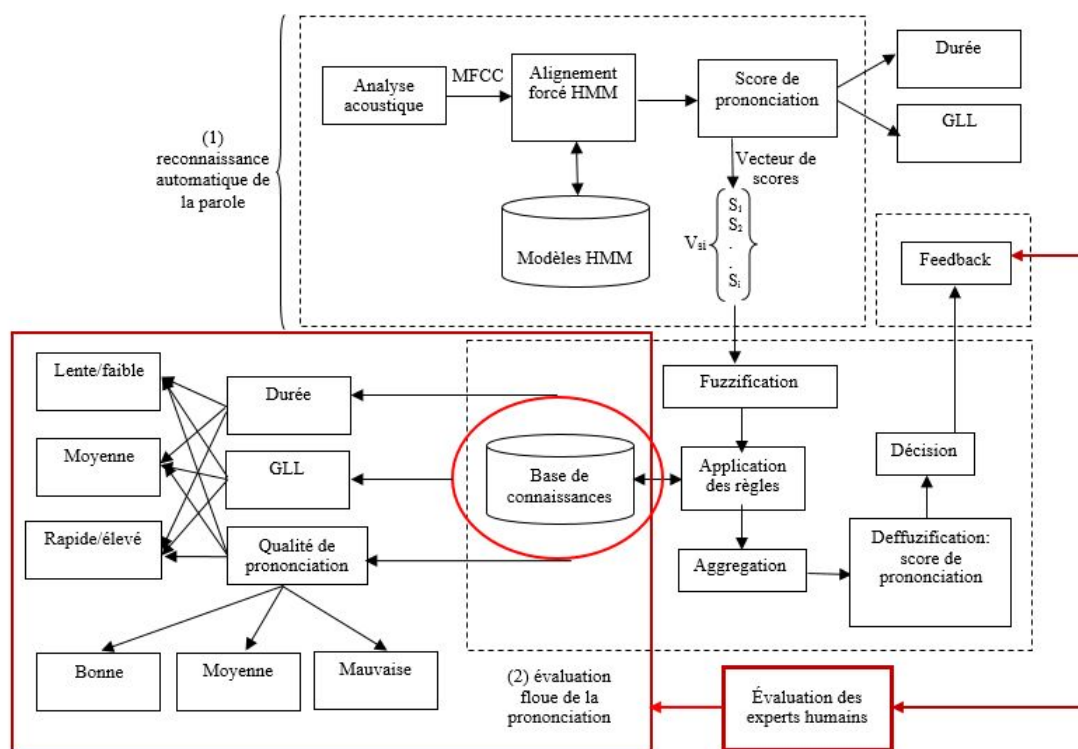 Analyse
acoustique
MFCC
Alignement
forcé HMM
Score de
prononciation
Durée
GLL
(1)
reconnaissance
automatique de
la parole
Modèles HMM
Vecteur de
scores
Vsi
S1
S2
.
.
Si
Feedback
Lente/faible
Moyenne
Rapide/élevé
Durée
GLL
Qualité de
prononciation
Bonne
Moyenne
Mauvaise
Base de
connaissances
Fuzzification
Application
des règles
Aggregation
Décision
Deffuzification:
score de
prononciation
(2) évaluation
floue de la
prononciation
Évaluation des
experts humains